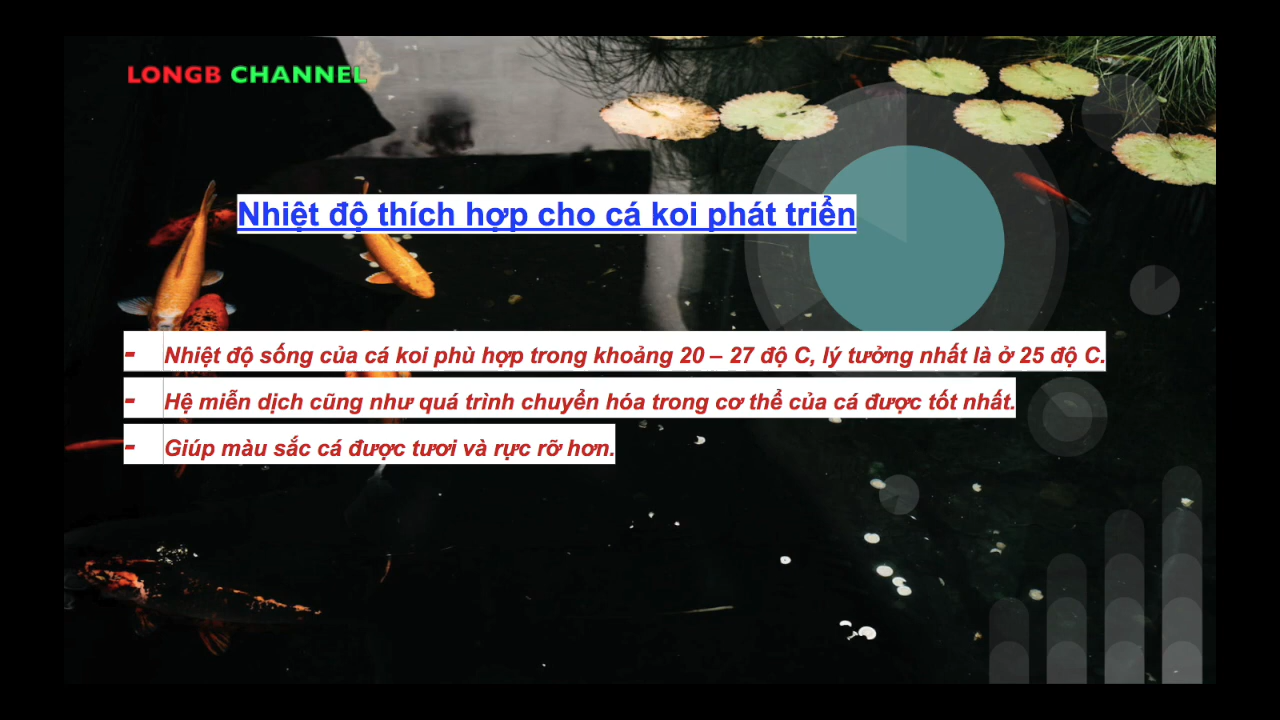 LONGB CHANNEL
Nhiệt độ thích hợp cho cá koi phát triển
- Nhiệt độ sống của cá koi phù hợp trong khoảng 20 – 27 độ C, lý tưởng nhất là ở 25 độ C.
- Hệ miễn dịch cũng như quá trình chuyển hóa trong cơ thể của cá được tốt nhất.
- Giúp màu sắc cá được tươi và rực rỡ hơn.